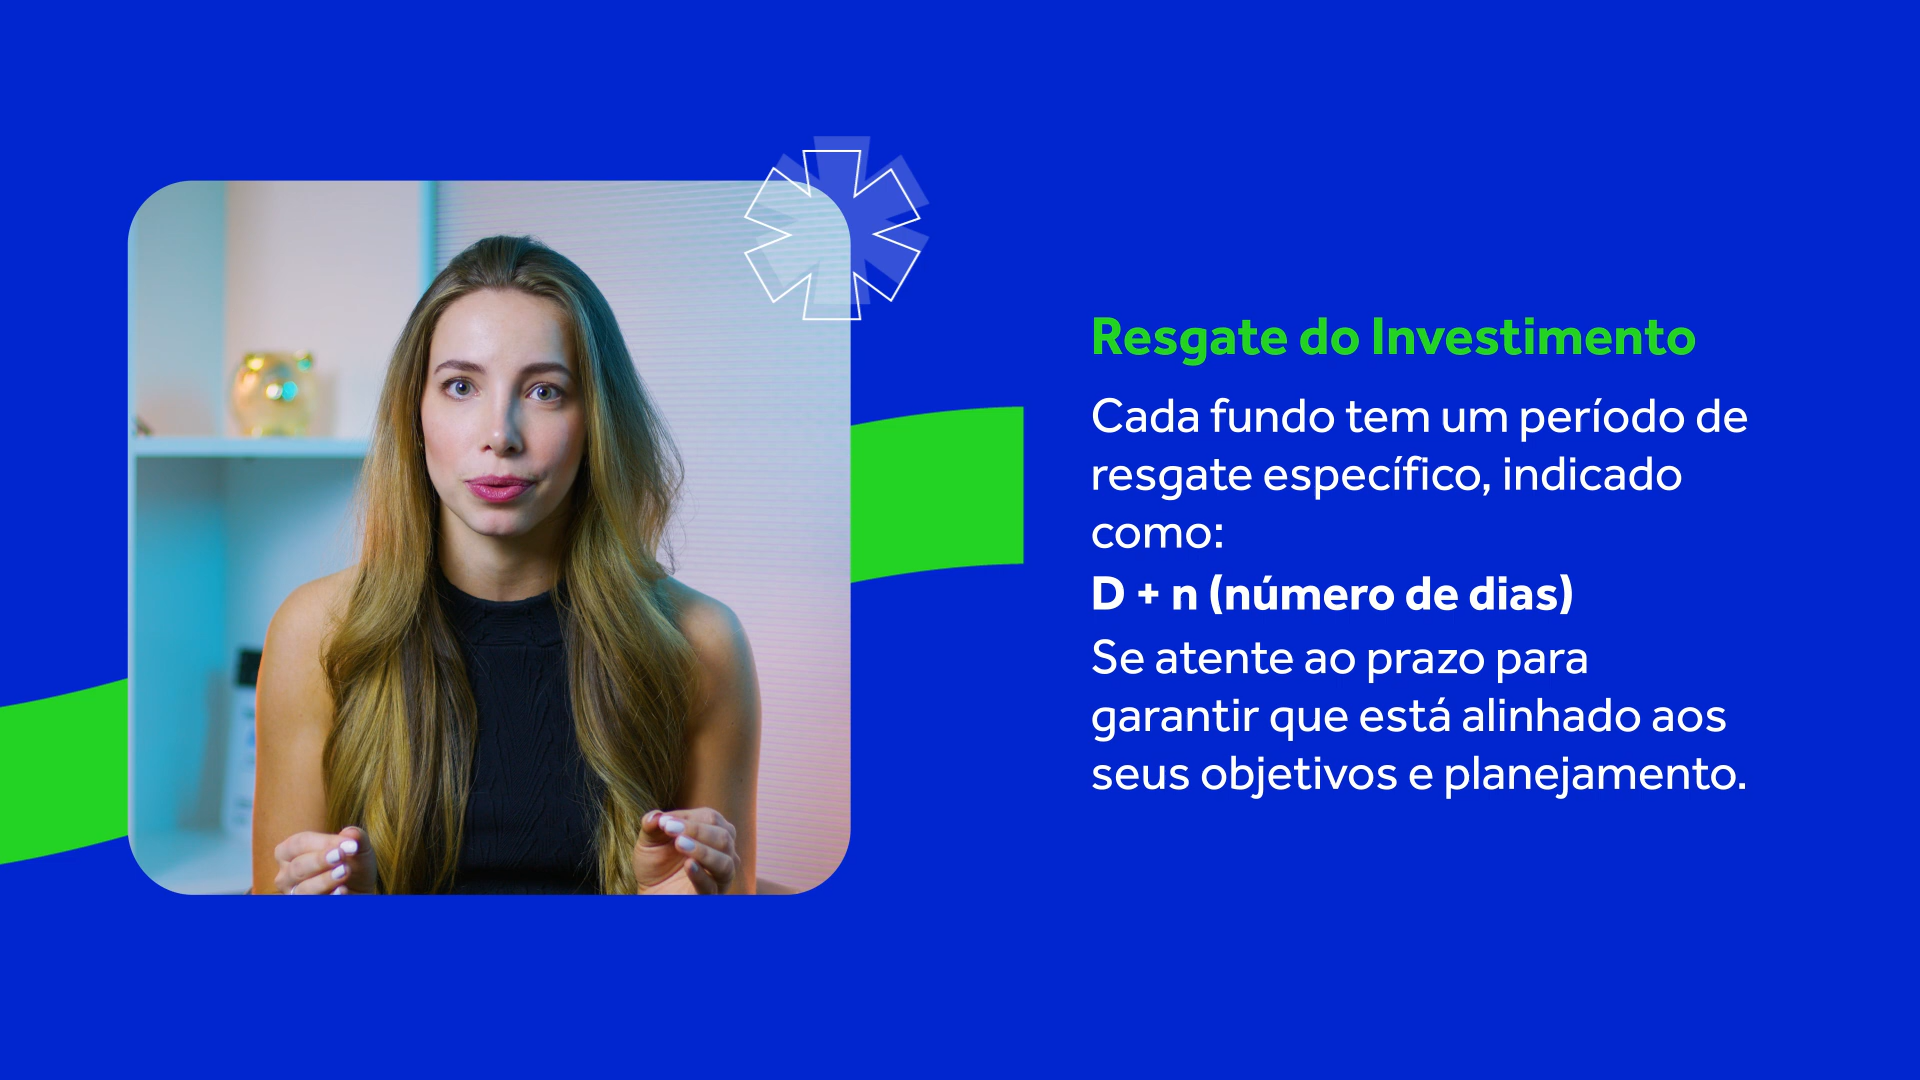 Resgate do Investimento
Cada fundo tem um período de
resgate específico, indicado
como:
D + n (número de dias)
Se atente ao prazo para
garantir que está alinhado aos
seus objetivos e planejamento.